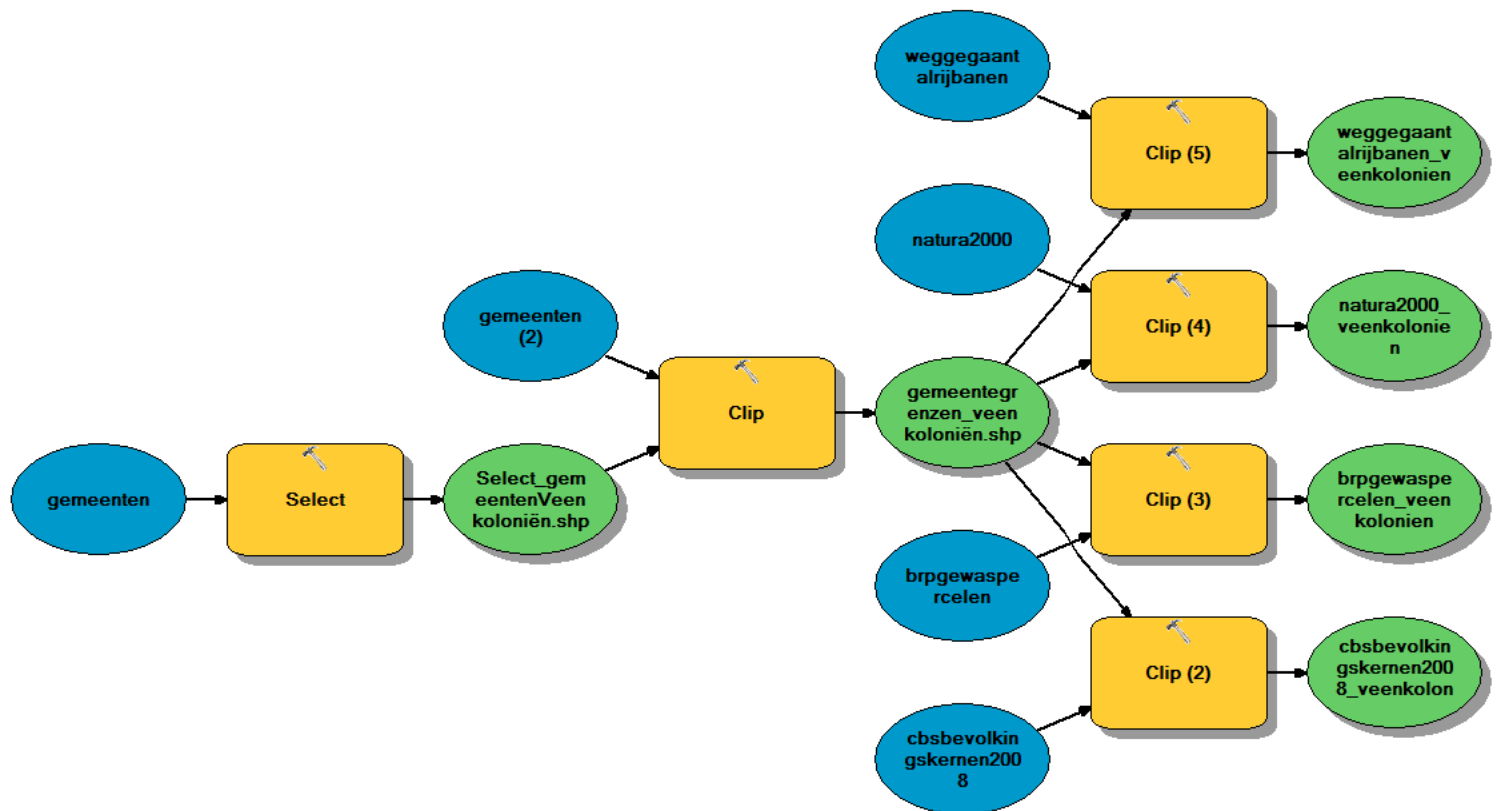 weggegaant
alrijbanen
Clip (5)
weggegaant
alrijbanen_v
eenkolonien
natura2000
Clip (4)
natura2000_
veenkolonie
n
gemeenten
(2)
Clip
gemeentegr
enzen_veen
koloniën.shp
gemeenten
Select
Select_gem
eentenVeen
koloniën.shp
Clip (3)
brpgewaspe
rcelen_veen
kolonien
brpgewaspe
rcelen
Clip (2)
cbsbevolkin
gskernen200
8_veenkolon
cbsbevolkin
gskernen200
8